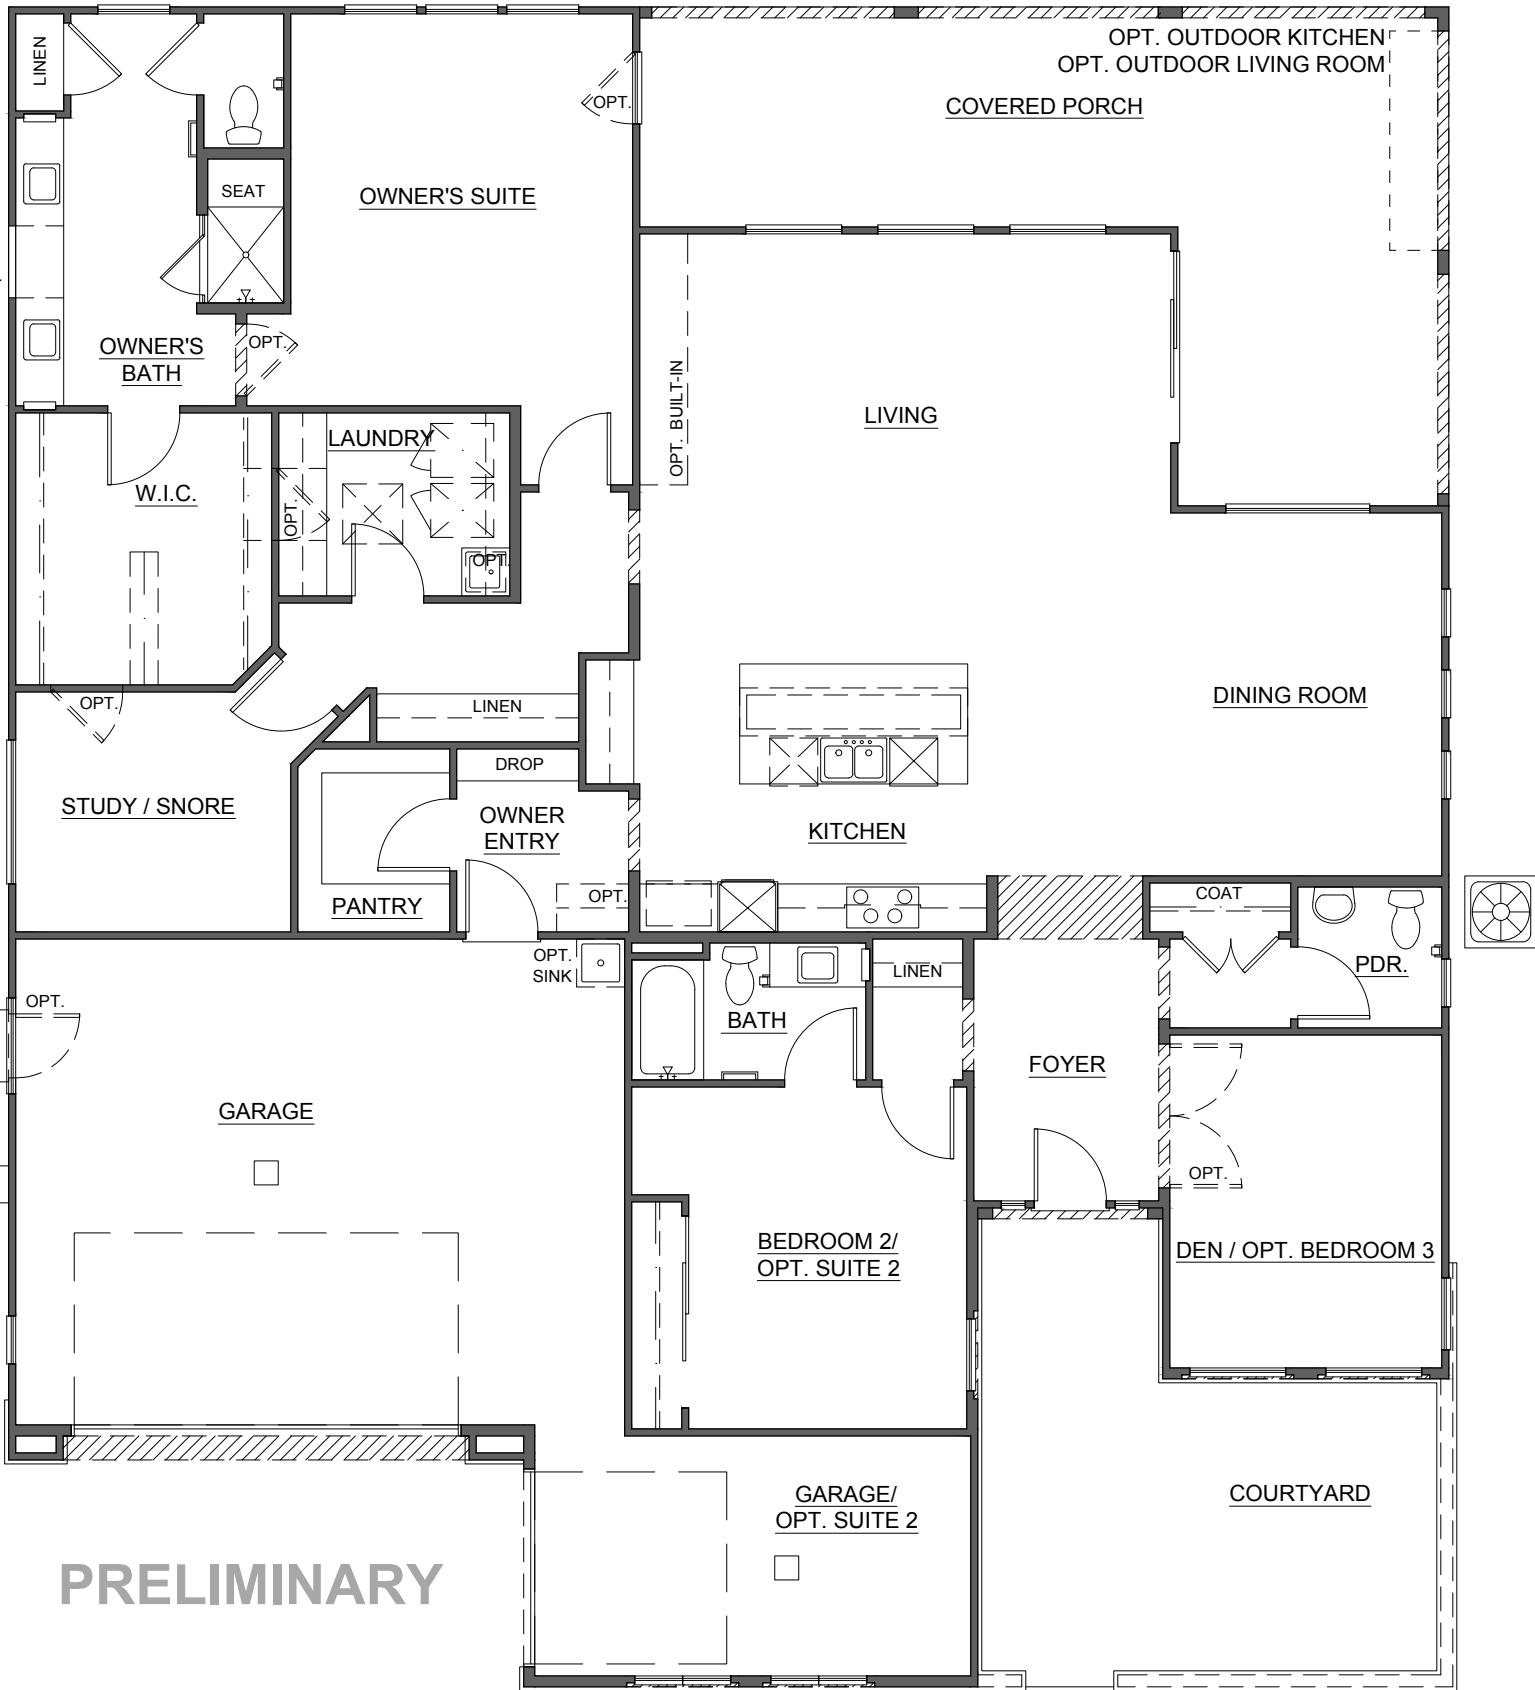 OPT. OUTDOOR KITCHEN
OPT. OUTDOOR LIVING ROOM
LINEN
OPT.
COVERED PORCH
SEAT
OWNER'S SUITE
OWNER'S
BATH
OPT.
OPT. BUILT-IN
LIVING
LAUNDRY
W.I.C.
OPT.
OPT.
OPT.
LINEN
DINING ROOM
DROP
STUDY / SNORE
OWNER
ENTRY
KITCHEN
PANTRY
OPT.
COAT
OPT.
SINK
LINEN
PDR.
OPT.
BATH
FOYER
GARAGE
OPT.
BEDROOM 2/
OPT. SUITE 2
DEN / OPT. BEDROOM 3
GARAGE/
OPT. SUITE 2
COURTYARD
PRELIMINARY